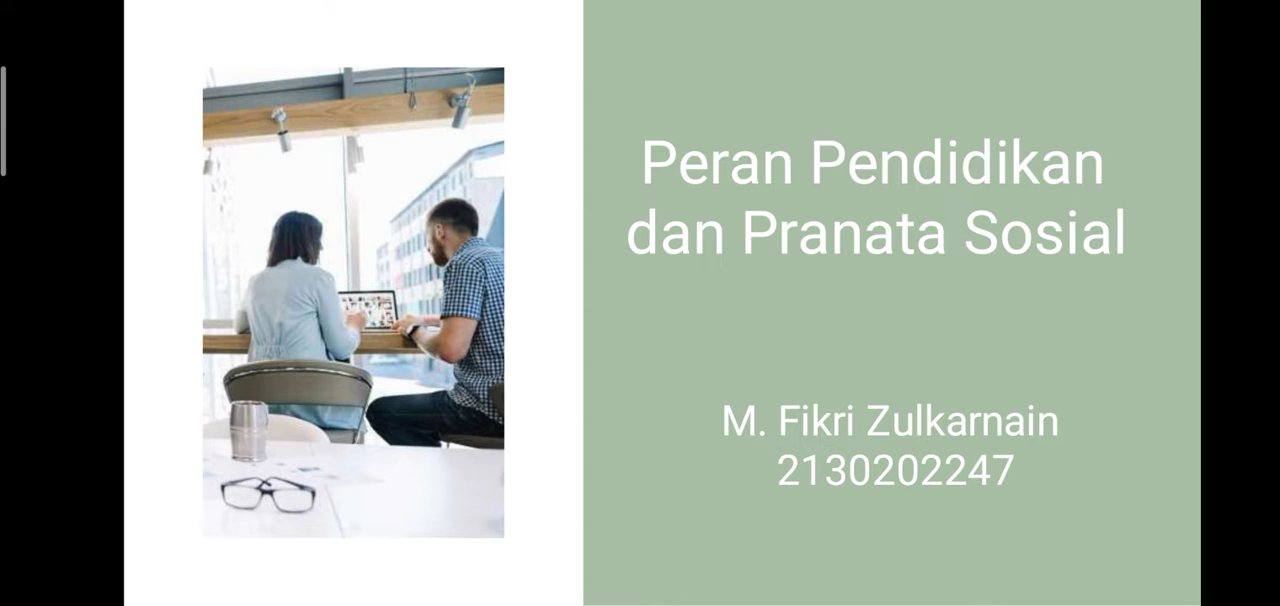 Peran Pendidikan
dan Pranata Sosial
M. Fikri Zulkarnain
2130202247